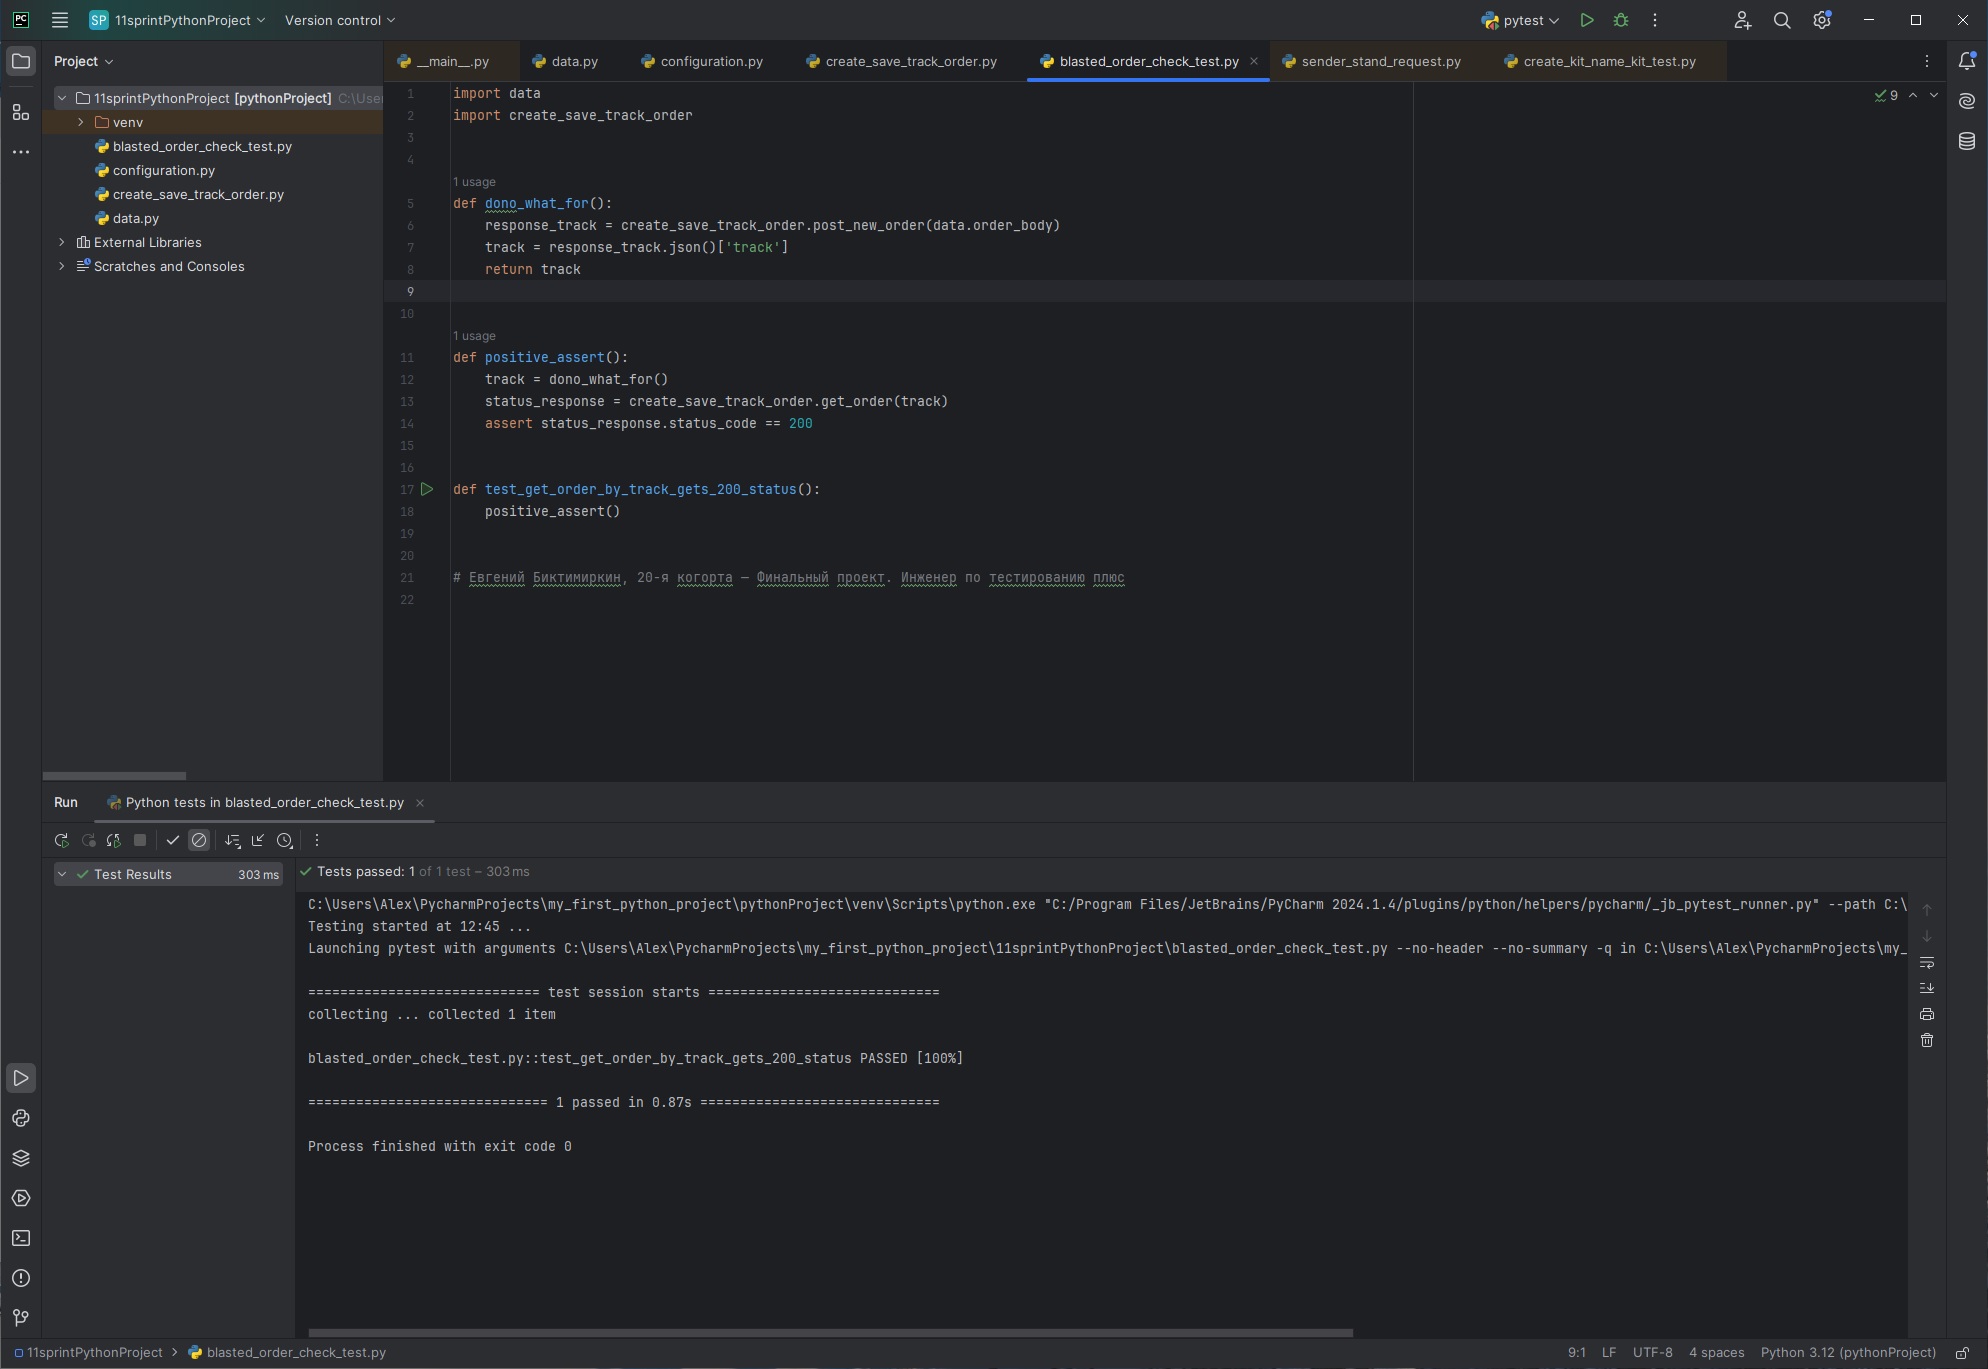 PC
SP 11sprintPythonProject Version control pytest
Project
11sprintPythonProject [pythonProject] C:\User
venv
blasted_order_check_test.py
configuration.py
create_save_track_order.py
data.py
External Libraries
Scratches and Consoles
__main__.py data.py configuration.py create_save_track_order.py blasted_order_check_test.py sender_stand_request.py create_kit_name_kit_test.py
9
1 import data
2 import create_save_track_order
3
4
1 usage
5 def dono_what_for():
6 response_track = create_save_track_order.post_new_order(data.order_body)
7 track = response_track.json()['track']
8 return track
9
10
1 usage
11 def positive_assert():
12 track = dono_what_for()
13 status_response = create_save_track_order.get_order(track)
14 assert status_response.status_code == 200
15
16
17 def test_get_order_by_track_gets_200_status():
18 positive_assert()
19
20
21 # Евгений Биктимиркин, 20-я когорта — Финальный проект. Инженер по тестированию плюс
22
Run Python tests in blasted_order_check_test.py
Test Results 303 ms
Tests passed: 1 of 1 test – 303 ms
C:\Users\Alex\PycharmProjects\my_first_python_project\pythonProject\venv\Scripts\python.exe "C:/Program Files/JetBrains/PyCharm 2024.1.4/plugins/python/helpers/pycharm/_jb_pytest_runner.py" --path C:\
Testing started at 12:45 ...
Launching pytest with arguments C:\Users\Alex\PycharmProjects\my_first_python_project\11sprintPythonProject\blasted_order_check_test.py --no-header --no-summary -q in C:\Users\Alex\PycharmProjects\my_
============================= test session starts =============================
collecting ... collected 1 item
blasted_order_check_test.py::test_get_order_by_track_gets_200_status PASSED [100%]
============================== 1 passed in 0.87s ==============================
Process finished with exit code 0
11sprintPythonProject > blasted_order_check_test.py
9:1 LF UTF-8 4 spaces Python 3.12 (pythonProject)